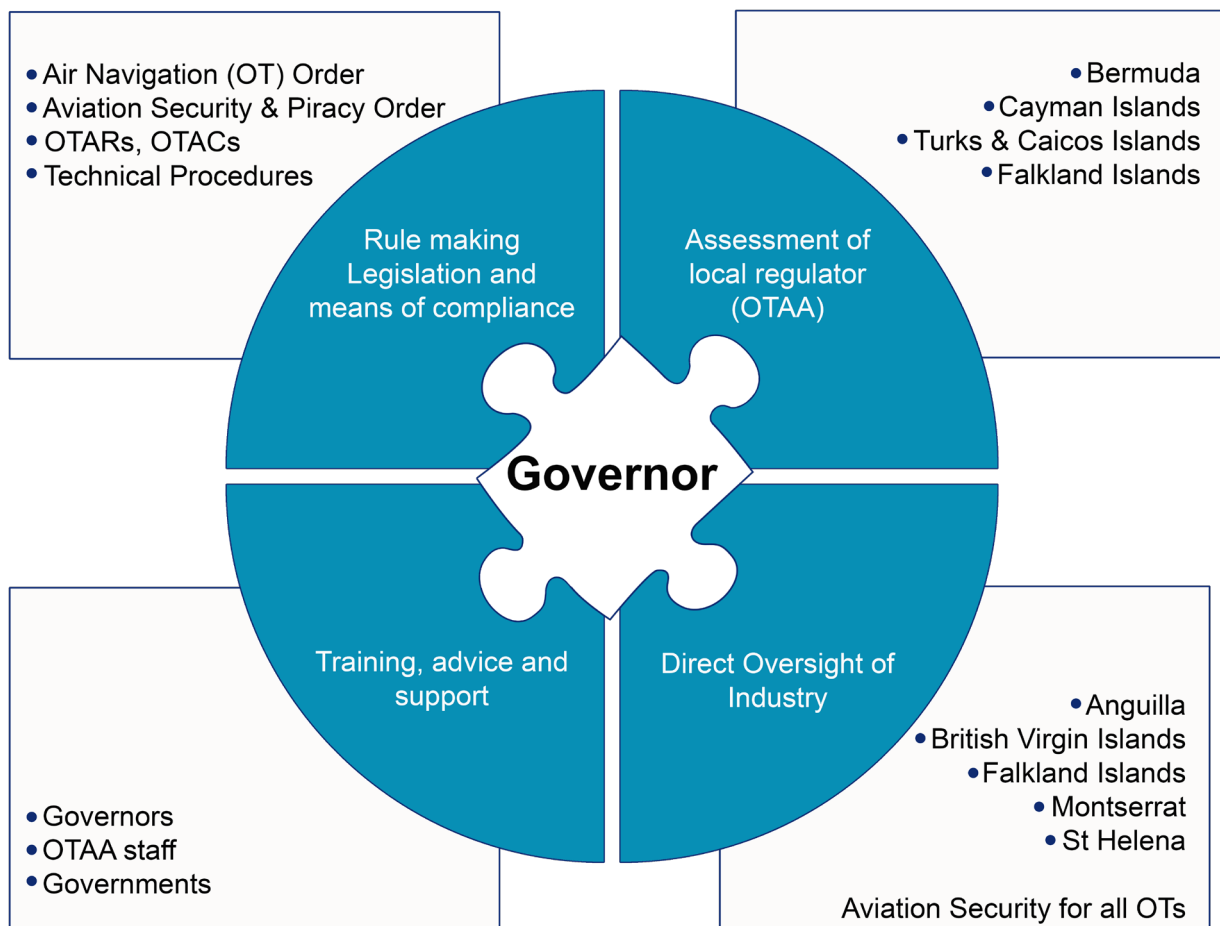 • Air Navigation (OT) Order
• Aviation Security & Piracy Order
• OTARs, OTACs
• Technical Procedures
• Bermuda
• Cayman Islands
• Turks & Caicos Islands
• Falkland Islands
Rule making
Legislation and
means of compliance
Assessment of
local regulator
(OTAA)
Governor
Training, advice and
support
Direct Oversight of
Industry
• Governors
• OTAA staff
• Governments
• Anguilla
• British Virgin Islands
• Falkland Islands
• Montserrat
• St Helena
Aviation Security for all OTs